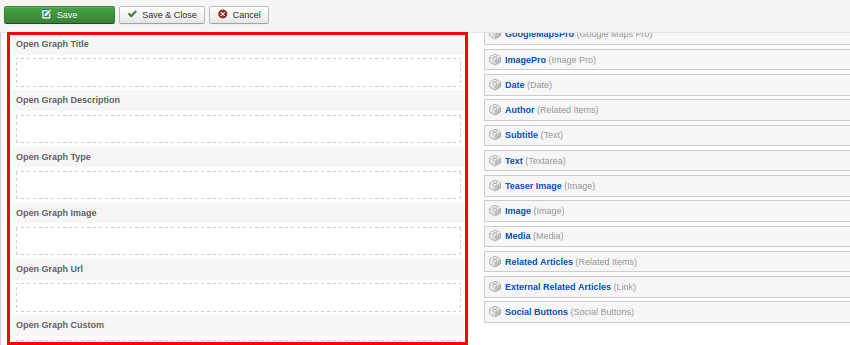 Save
Save & Close
Cancel
Open Graph Title
Open Graph Description
Open Graph Type
Open Graph Image
Open Graph Url
Open Graph Custom
GoogleMapsPro (Google Maps Pro)
ImagePro (Image Pro)
Date (Date)
Author (Related Items)
Subtitle (Text)
Text (Textarea)
Teaser Image (Image)
Image (Image)
Media (Media)
Related Articles (Related Items)
External Related Articles (Link)
Social Buttons (Social Buttons)